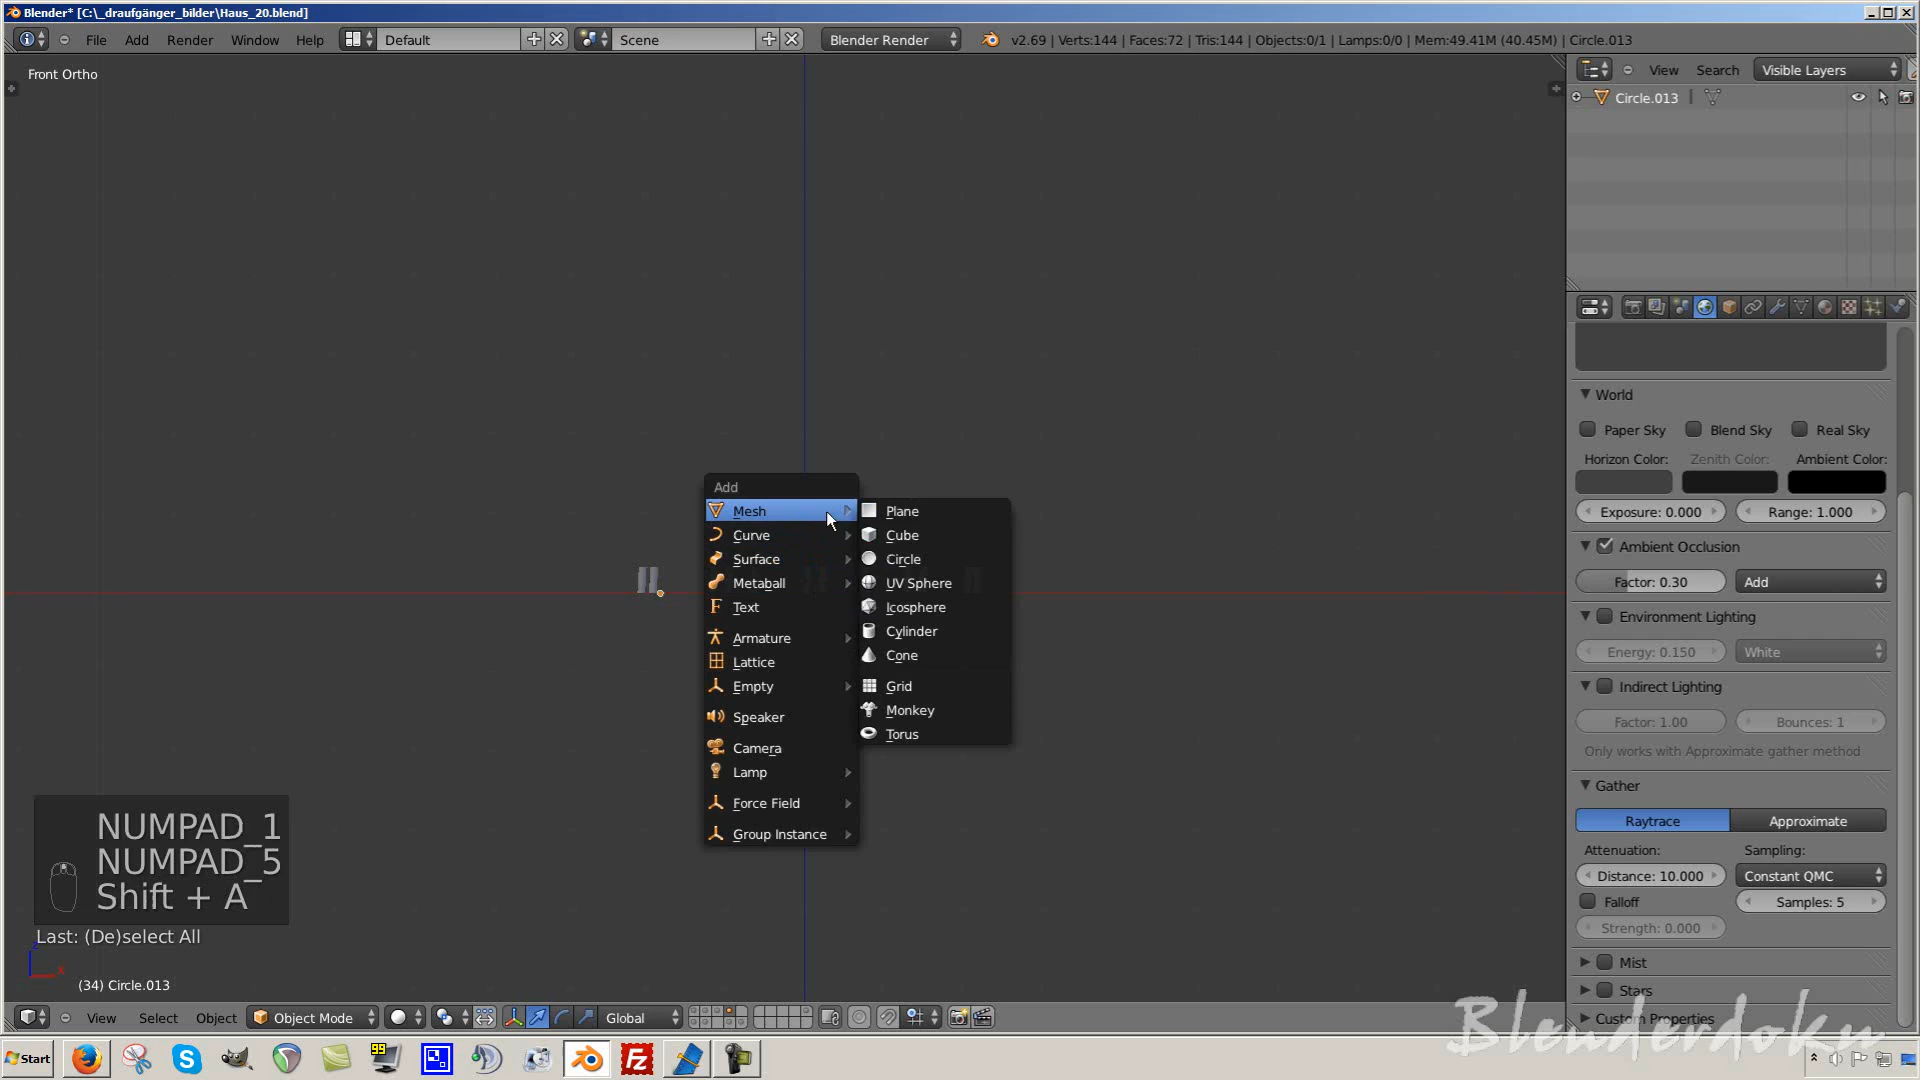 Blender* [C:\_draufgänger_bilder\Haus_20.blend]
File Add Render Window Help Default Scene Blender Render v2.69 | Verts:144 | Faces:72 | Tris:144 | Objects:0/1 | Lamps:0/0 | Mem:49.41M (40.45M) | Circle.013
Front Ortho
View Search Visible Layers
Circle.013
World
Paper Sky Blend Sky Real Sky
Horizon Color: Zenith Color: Ambient Color:
Exposure: 0.000 Range: 1.000
Ambient Occlusion
Factor: 0.30 Add
Environment Lighting
Energy: 0.150 White
Indirect Lighting
Factor: 1.00 Bounces: 1
Only works with Approximate gather method
Gather
Raytrace Approximate
Attenuation: Sampling:
Distance: 10.000 Constant QMC
Falloff Samples: 5
Strength: 0.000
Mist
Stars
Custom Properties
Add
Mesh
Curve
Surface
Metaball
Text
Armature
Lattice
Empty
Speaker
Camera
Lamp
Force Field
Group Instance
Plane
Cube
Circle
UV Sphere
Icosphere
Cylinder
Cone
Grid
Monkey
Torus
NUMPAD_1
NUMPAD_5
Shift + A
Last: (De)select All
(34) Circle.013
View Select Object Object Mode Global
Blenderdoku
Start
99